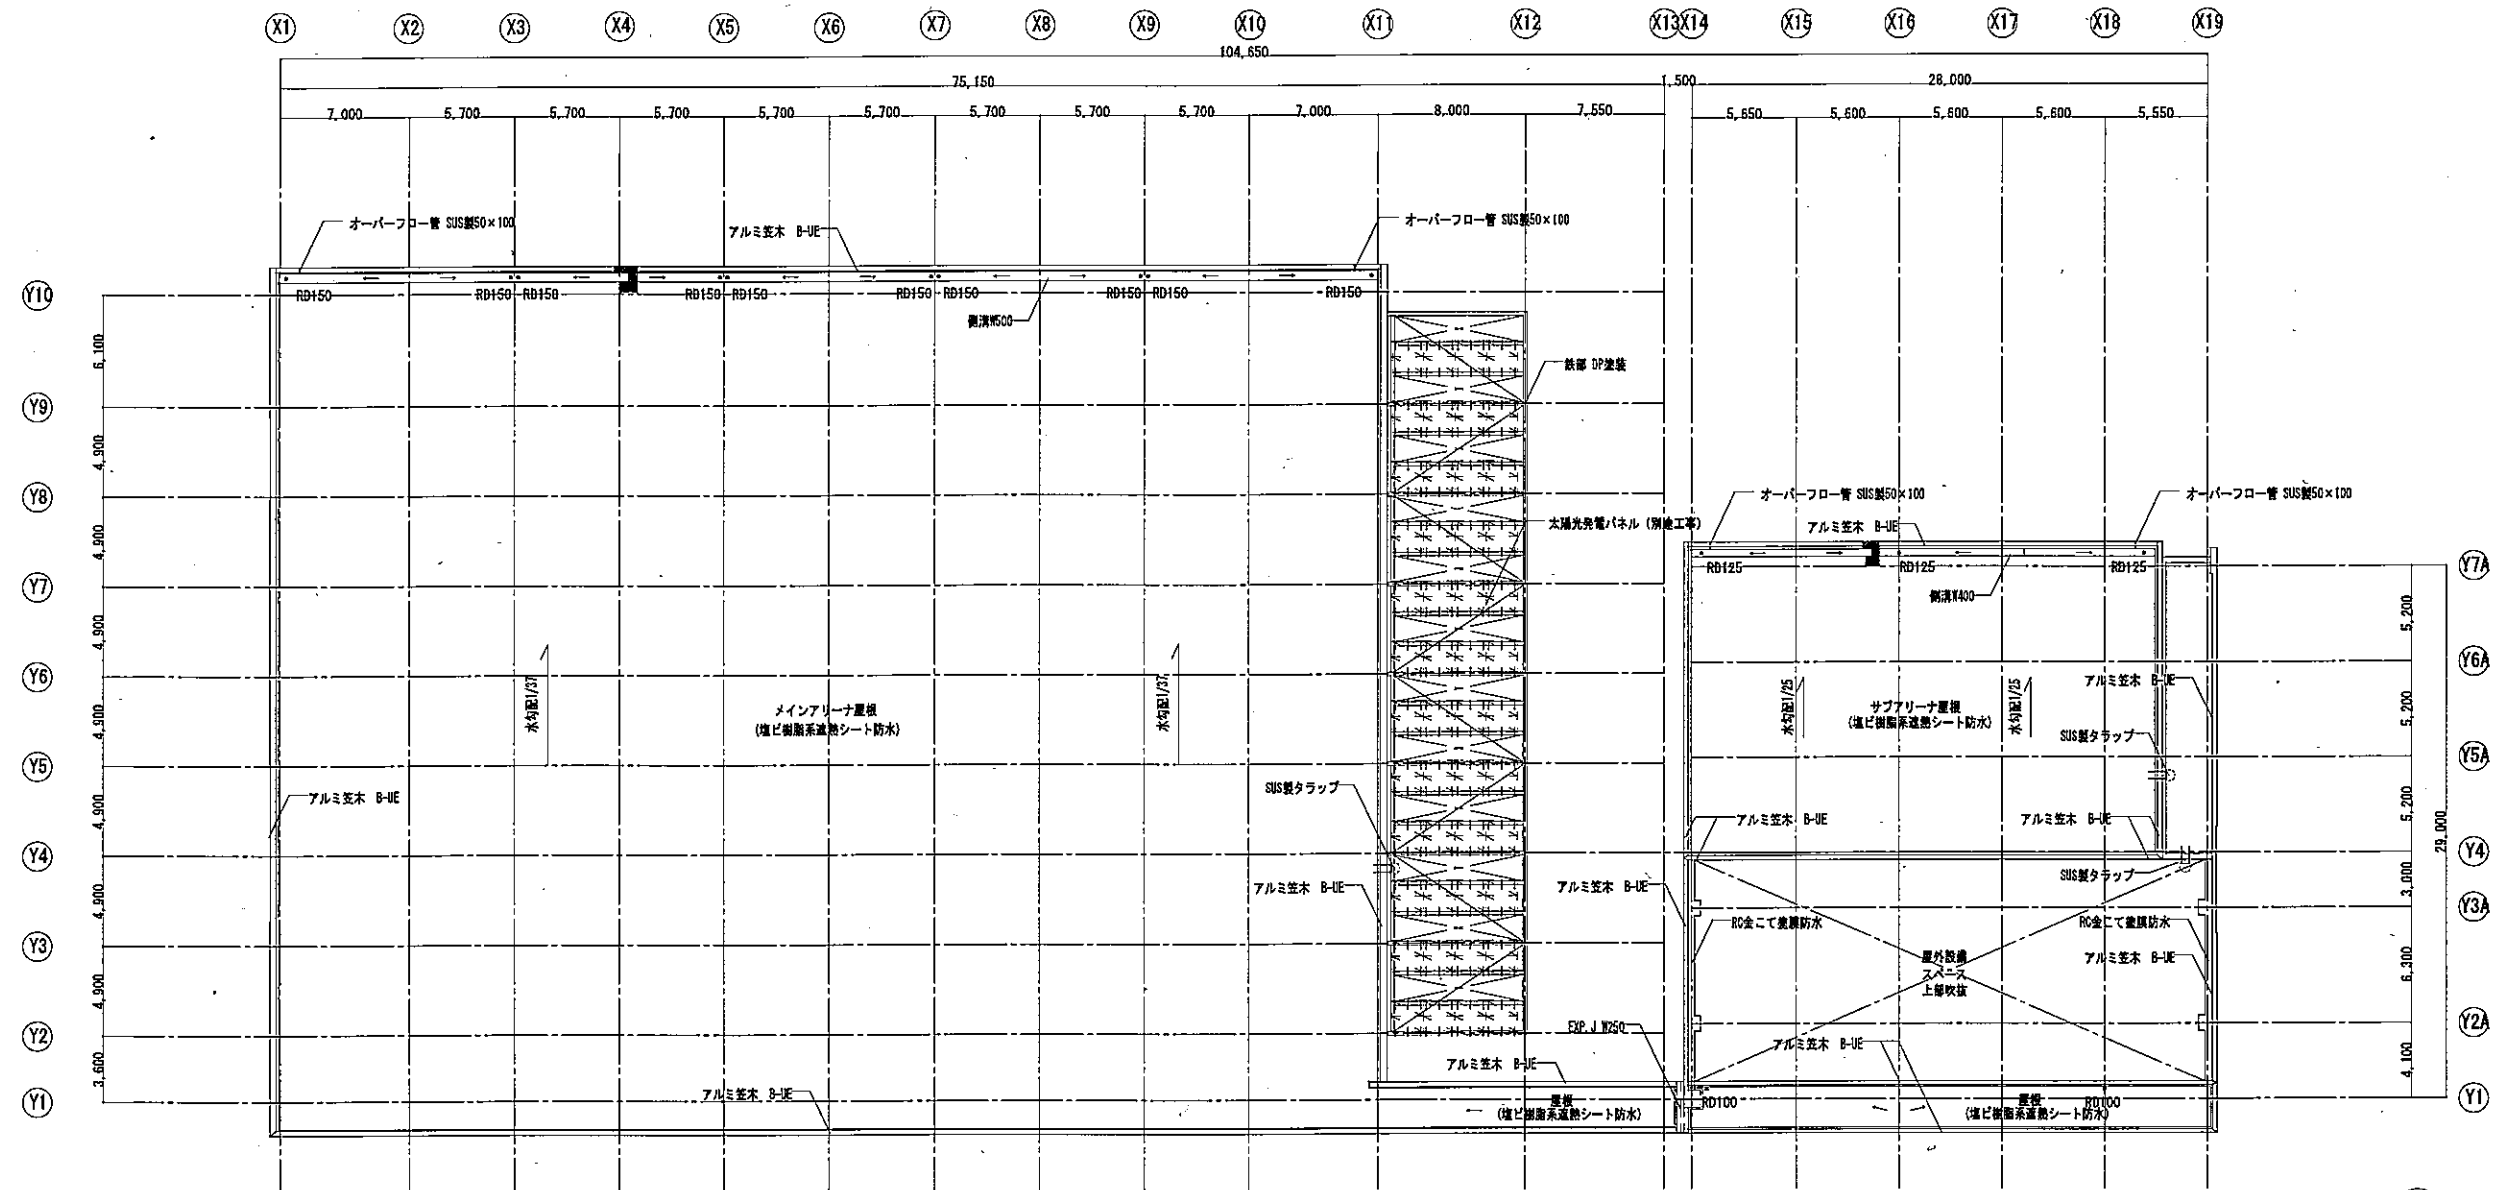 X1 X2 X3 X4 X5 X6 X7 X8 X9 X10 X11 X12 X13 X14 X15 X16 X17 X18 X19
104,650
75,150 1,500 28,000
7,000 5,700 5,700 5,700 5,700 5,700 5,700 5,700 5,700 7,000 8,000 7,550 5,650 5,600 5,600 5,600 5,550
オーバーフロー管 SUS製50×100
アルミ笠木 B-UE
オーバーフロー管 SUS製50×100
Y10
RD150 RD150 RD150 RD150 RD150 RD150 RD150 RD150 RD150 RD150
側溝W500
6,100
鉄部 DP塗装
Y9
4,900
Y8
オーバーフロー管 SUS製50×100
オーバーフロー管 SUS製50×100
太陽光発電パネル (別途工事)
アルミ笠木 B-UE
4,900
RD125 RD125 RD125
Y7A
Y7
側溝W400
4,900
5,200
Y6
Y6A
水勾配1/37
水勾配1/37
水勾配1/25
水勾配1/25
アルミ笠木 B-UE
メインアリーナ屋根
(塩ビ樹脂系遮熱シート防水)
サブアリーナ屋根
(塩ビ樹脂系遮熱シート防水)
4,900
5,200
SUS製タラップ
Y5
Y5A
SUS製タラップ
アルミ笠木 B-UE
4,900
5,200
29,000
アルミ笠木 B-UE
アルミ笠木 B-UE
Y4
Y4
SUS製タラップ
アルミ笠木 B-UE
アルミ笠木 B-UE
4,900
3,000
Y3A
RC金こて塗膜防水
RC金こて塗膜防水
Y3
屋外設備
スペース
上部吹抜
アルミ笠木 B-UE
4,900
6,300
Y2
EXP.J W250
Y2A
アルミ笠木 B-UE
アルミ笠木 B-UE
3,600
4,100
アルミ笠木 B-UE
Y1
屋根
(塩ビ樹脂系遮熱シート防水)
RD100
屋根
(塩ビ樹脂系遮熱シート防水)
RD100
Y1